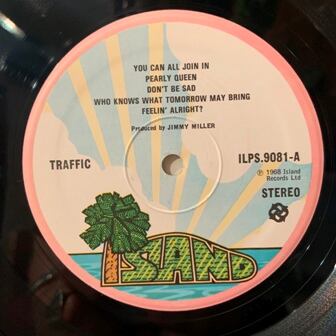 YOU CAN ALL JOIN IN
PEARLY QUEEN
DON'T BE SAD
WHO KNOWS WHAT TOMORROW MAY BRING
FEELIN' ALRIGHT?
Produced by JIMMY MILLER
TRAFFIC
ILPS.9081-A
℗ 1968 Island
Records Ltd
STEREO
ISLAND